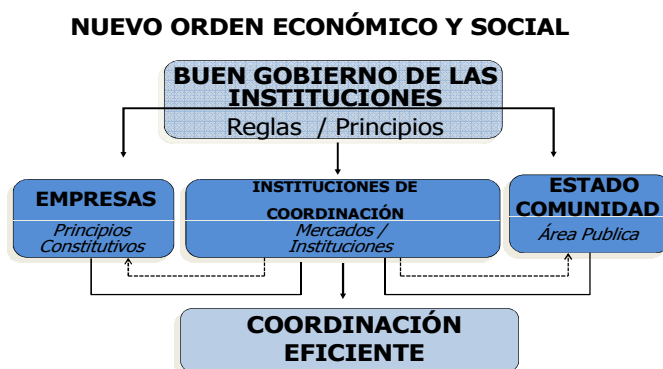 NUEVO ORDEN ECONÓMICO Y SOCIAL
BUEN GOBIERNO DE LAS
INSTITUCIONES
Reglas / Principios
EMPRESAS
Principios
Constitutivos
INSTITUCIONES DE
COORDINACIÓN
Mercados /
Instituciones
ESTADO
COMUNIDAD
Área Publica
COORDINACIÓN
EFICIENTE